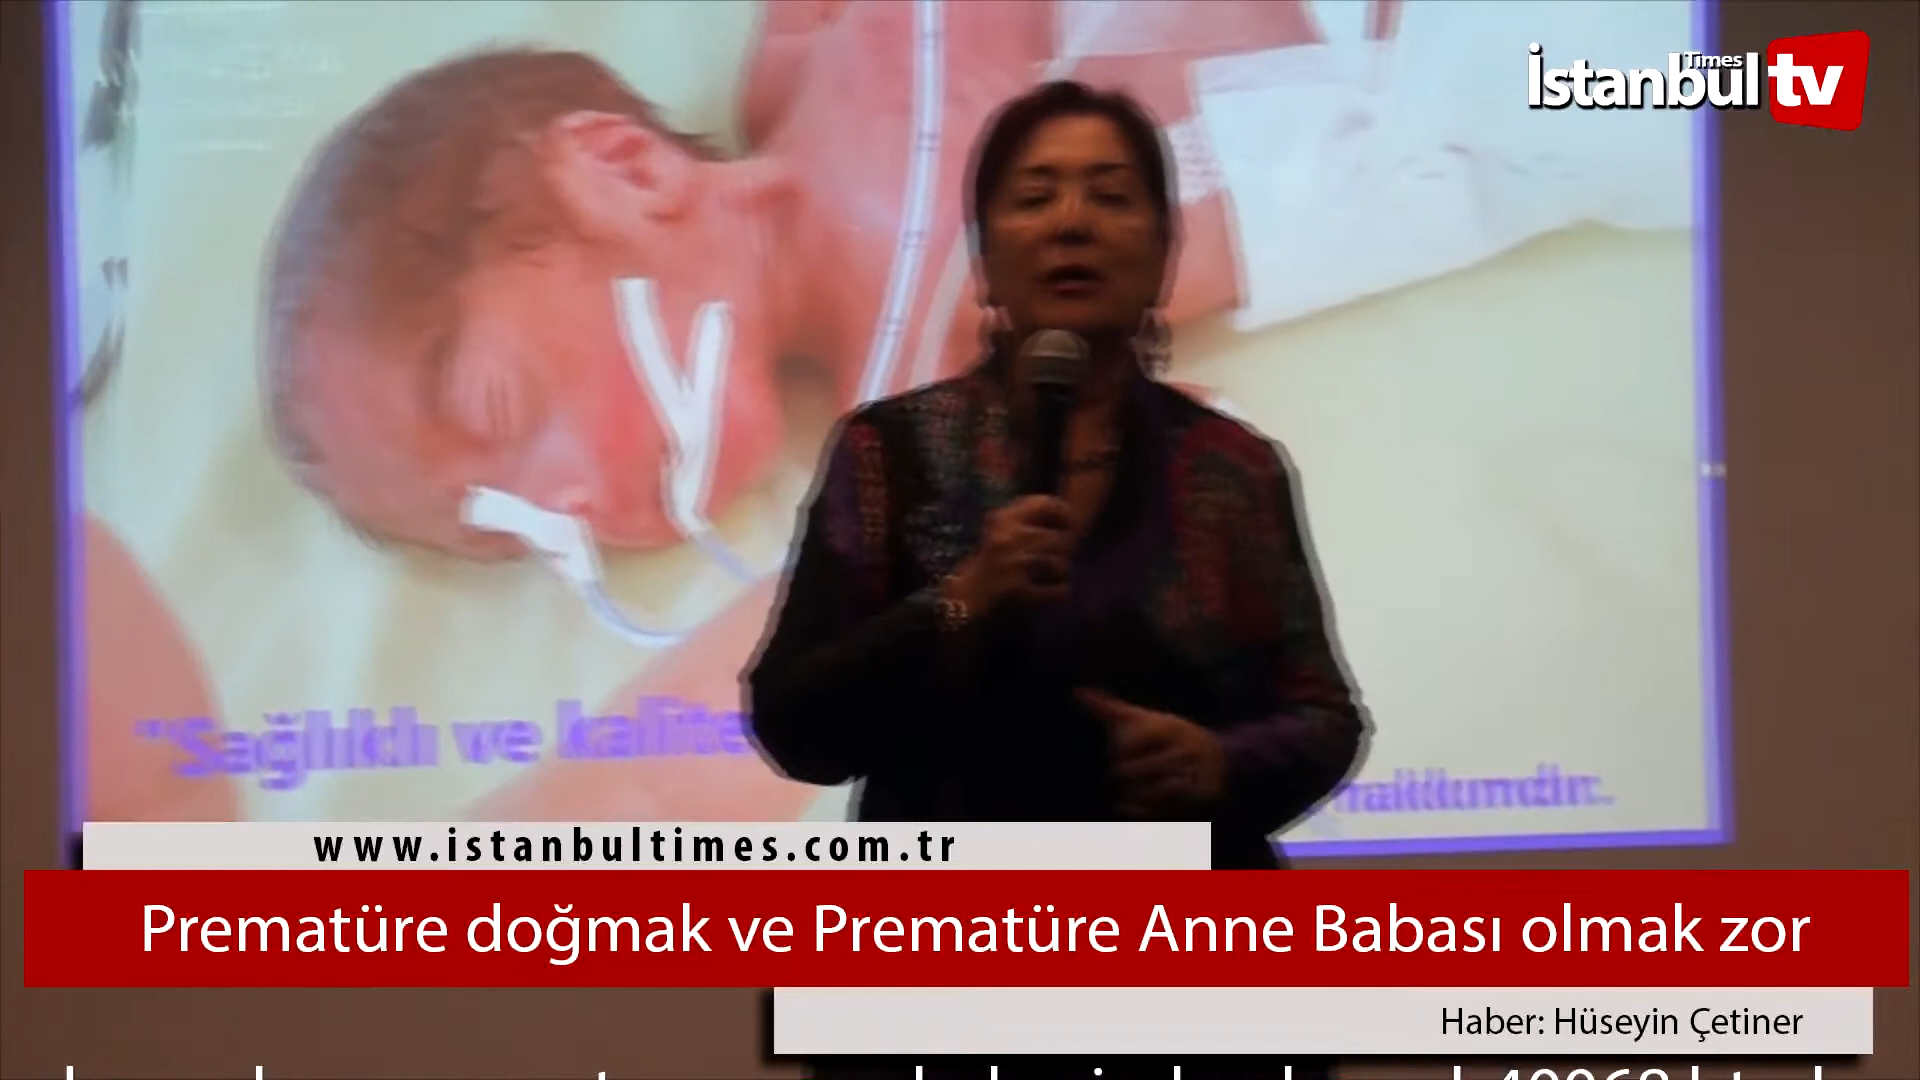 İstanbul Times tv
"Sağlıklı ve kalite
hakkımdır.
www.istanbultimes.com.tr
Prematüre doğmak ve Prematüre Anne Babası olmak zor
Haber: Hüseyin Çetiner